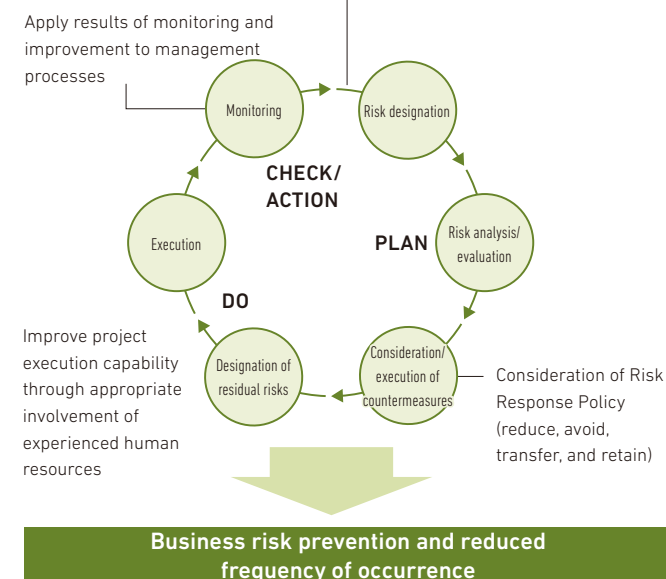 Apply results of monitoring and
improvement to management
processes
Monitoring
Risk designation
CHECK/
ACTION
Execution
PLAN
Risk analysis/
evaluation
DO
Improve project
execution capability
through appropriate
involvement of
experienced human
resources
Designation of
residual risks
Consideration/
execution of
countermeasures
Consideration of Risk
Response Policy
(reduce, avoid,
transfer, and retain)
Business risk prevention and reduced
frequency of occurrence